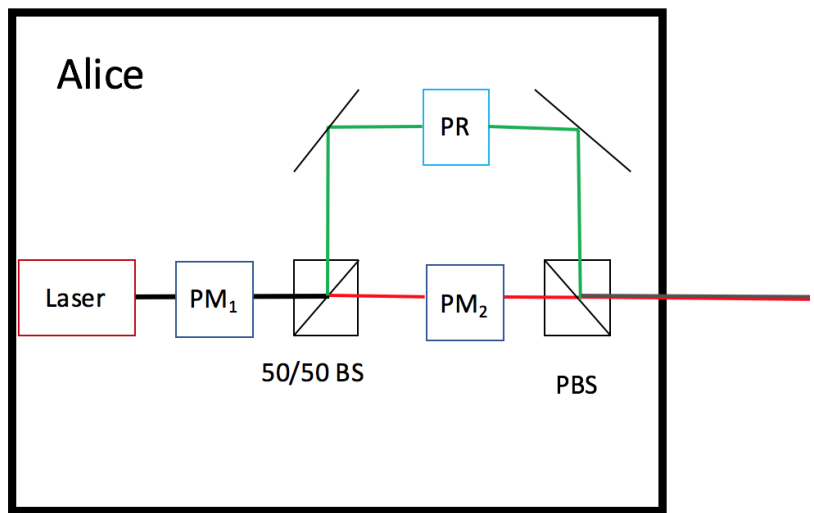 Alice
PR
Laser
PM₁
PM₂
50/50 BS
PBS